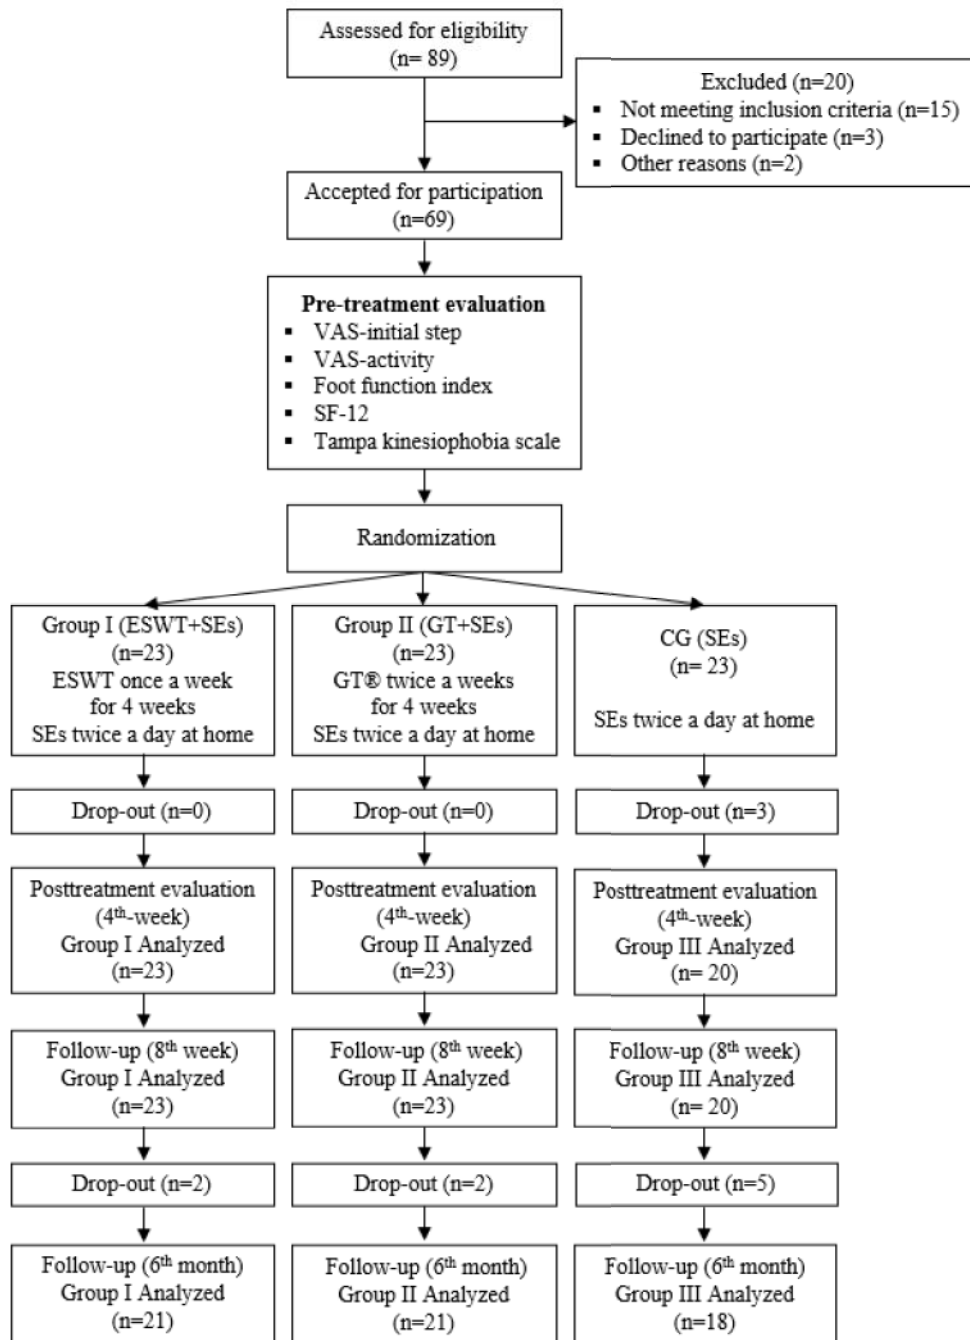 Assessed for eligibility
(n= 89)
Excluded (n=20)
▪ Not meeting inclusion criteria (n=15)
▪ Declined to participate (n=3)
▪ Other reasons (n=2)
Accepted for participation
(n=69)
Pre-treatment evaluation
▪ VAS-initial step
▪ VAS-activity
▪ Foot function index
▪ SF-12
▪ Tampa kinesiophobia scale
Randomization
Group I (ESWT+SEs)
(n=23)
ESWT once a week
for 4 weeks
SEs twice a day at home
Group II (GT+SEs)
(n=23)
GT® twice a weeks
for 4 weeks
SEs twice a day at home
CG (SEs)
(n= 23)
SEs twice a day at home
Drop-out (n=0)
Drop-out (n=0)
Drop-out (n=3)
Posttreatment evaluation
(4th-week)
Group I Analyzed
(n=23)
Posttreatment evaluation
(4th-week)
Group II Analyzed
(n=23)
Posttreatment evaluation
(4th-week)
Group III Analyzed
(n= 20)
Follow-up (8th week)
Group I Analyzed
(n=23)
Follow-up (8th week)
Group II Analyzed
(n=23)
Follow-up (8th week)
Group III Analyzed
(n= 20)
Drop-out (n=2)
Drop-out (n=2)
Drop-out (n=5)
Follow-up (6th month)
Group I Analyzed
(n=21)
Follow-up (6th month)
Group II Analyzed
(n=21)
Follow-up (6th month)
Group III Analyzed
(n=18)